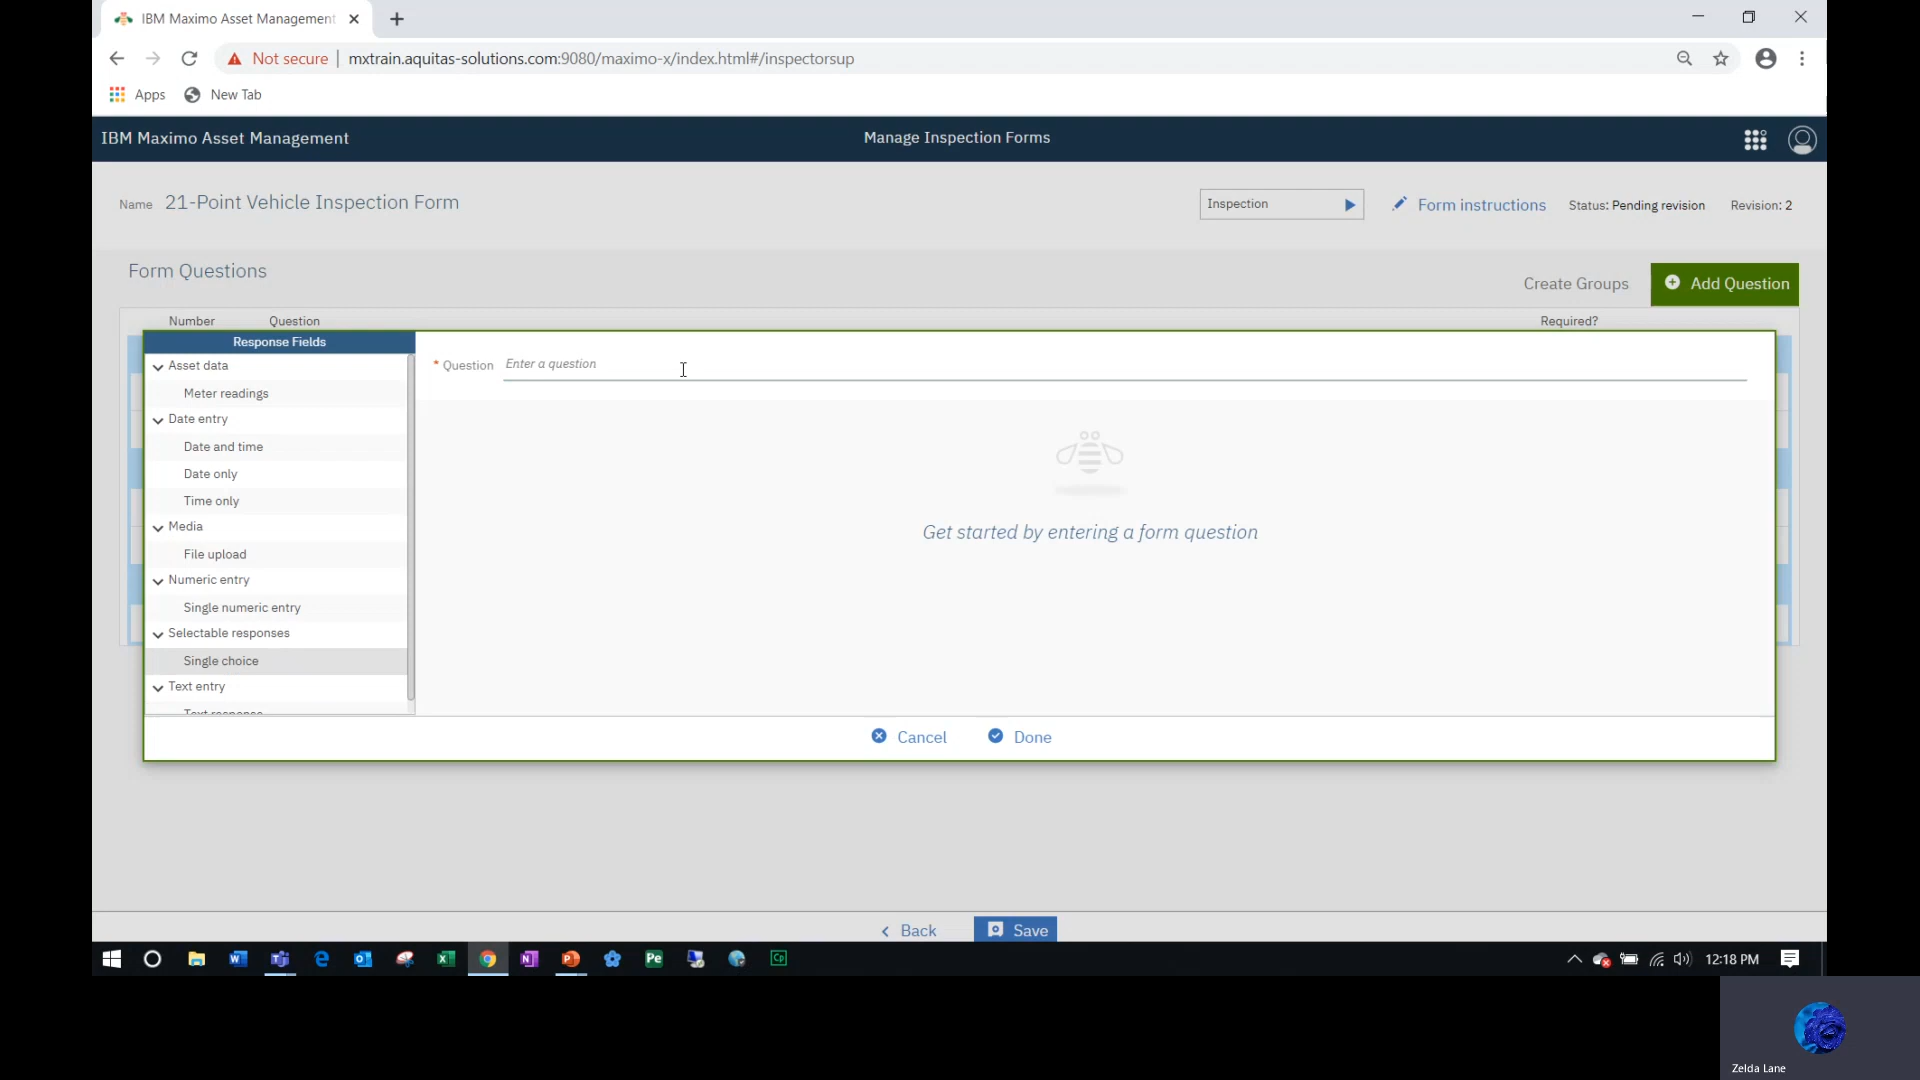 IBM Maximo Asset Management
Not secure | mxtrain.aquitas-solutions.com:9080/maximo-x/index.html#/inspectorsup
Apps New Tab
IBM Maximo Asset Management Manage Inspection Forms
Name 21-Point Vehicle Inspection Form Inspection Form instructions Status: Pending revision Revision: 2
Form Questions Create Groups Add Question
Number Question Required?
Response Fields
* Question Enter a question
Asset data
Meter readings
Date entry
Date and time
Date only
Time only
Media
File upload
Numeric entry
Single numeric entry
Selectable responses
Single choice
Text entry
Text response
Get started by entering a form question
Cancel Done
Back Save
12:18 PM
Zelda Lane